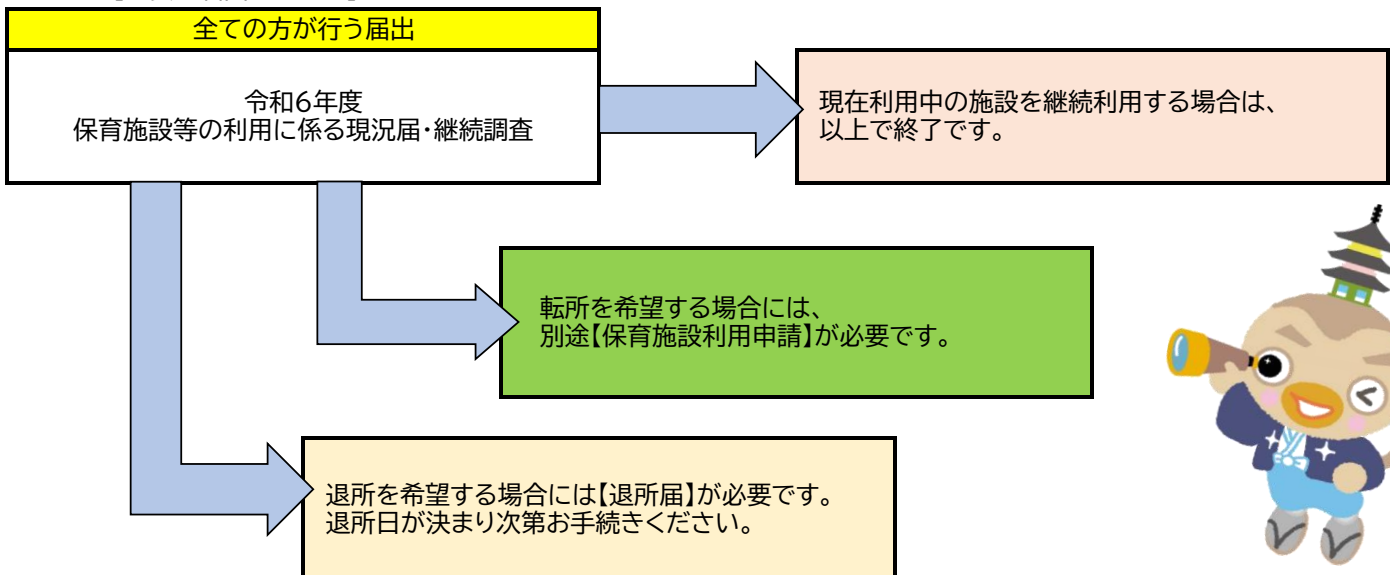 全ての方が行う届出
令和6年度
保育施設等の利用に係る現況届・継続調査
現在利用中の施設を継続利用する場合は、
以上で終了です。
転所を希望する場合には、
別途【保育施設利用申請】が必要です。
退所を希望する場合には【退所届】が必要です。
退所日が決まり次第お手続きください。